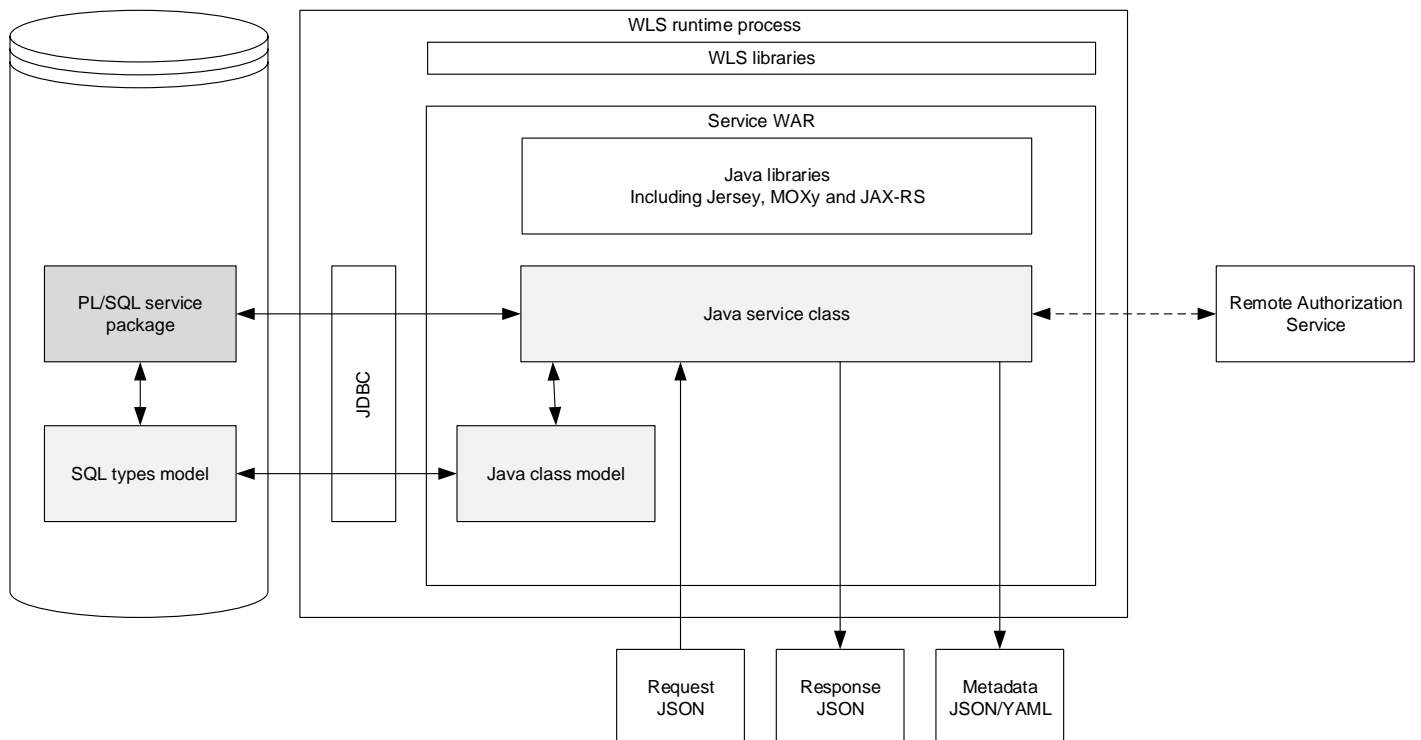 WLS runtime process
WLS libraries
Service WAR
Java libraries
Including Jersey, MOXy and JAX-RS
PL/SQL service
package
Java service class
Remote Authorization
Service
JDBC
SQL types model
Java class model
Request
JSON
Response
JSON
Metadata
JSON/YAML